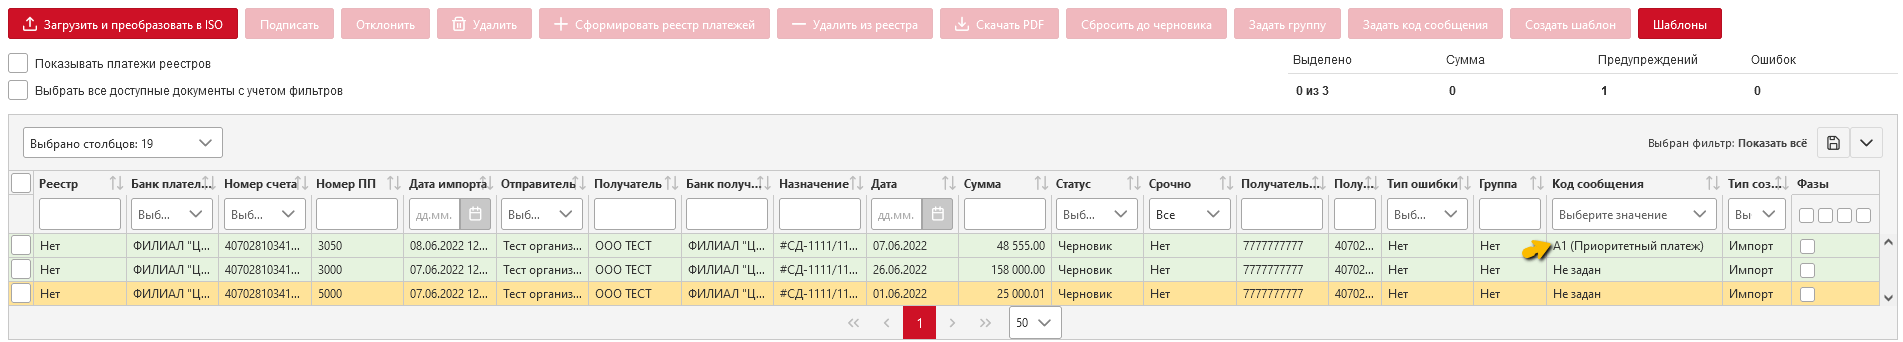 Загрузить и преобразовать в ISO Подписать Отклонить Удалить Сформировать реестр платежей Удалить из реестра Скачать PDF Сбросить до черновика Задать группу Задать код сообщения Создать шаблон Шаблоны
Показывать платежи реестров
Выбрать все доступные документы с учетом фильтров
Выделено Сумма Предупреждений Ошибок
0 из 3 0 1 0
Выбрано столбцов: 19 Выбран фильтр: Показать всё
Реестр Банк плател... Номер счета Номер ПП Дата импорта Отправитель Получатель Банк получ... Назначение Дата Сумма Статус Срочно Получатель... Полу... Тип ошибки Группа Код сообщения Тип соз... Фазы
Выб... Выб... дд.мм. Выб... дд.мм. Выб... Все Выб... Выберите значение Вы
Нет ФИЛИАЛ "Ц... 40702810341... 3050 08.06.2022 12... Тест организ... ООО ТЕСТ ФИЛИАЛ "Ц... #СД-1111/11... 07.06.2022 48 555.00 Черновик Нет 7777777777 40702... Нет Нет A1 (Приоритетный платеж) Импорт
Нет ФИЛИАЛ "Ц... 40702810341... 3000 07.06.2022 12... Тест организ... ООО ТЕСТ ФИЛИАЛ "Ц... #СД-1111/11... 26.06.2022 158 000.00 Черновик Нет 7777777777 40702... Нет Нет Не задан Импорт
Нет ФИЛИАЛ "Ц... 40702810341... 5000 07.06.2022 12... Тест организ... ООО ТЕСТ ФИЛИАЛ "Ц... #СД-1111/11... 01.06.2022 25 000.01 Черновик Нет 7777777777 40702... Нет Нет Не задан Импорт
1 50